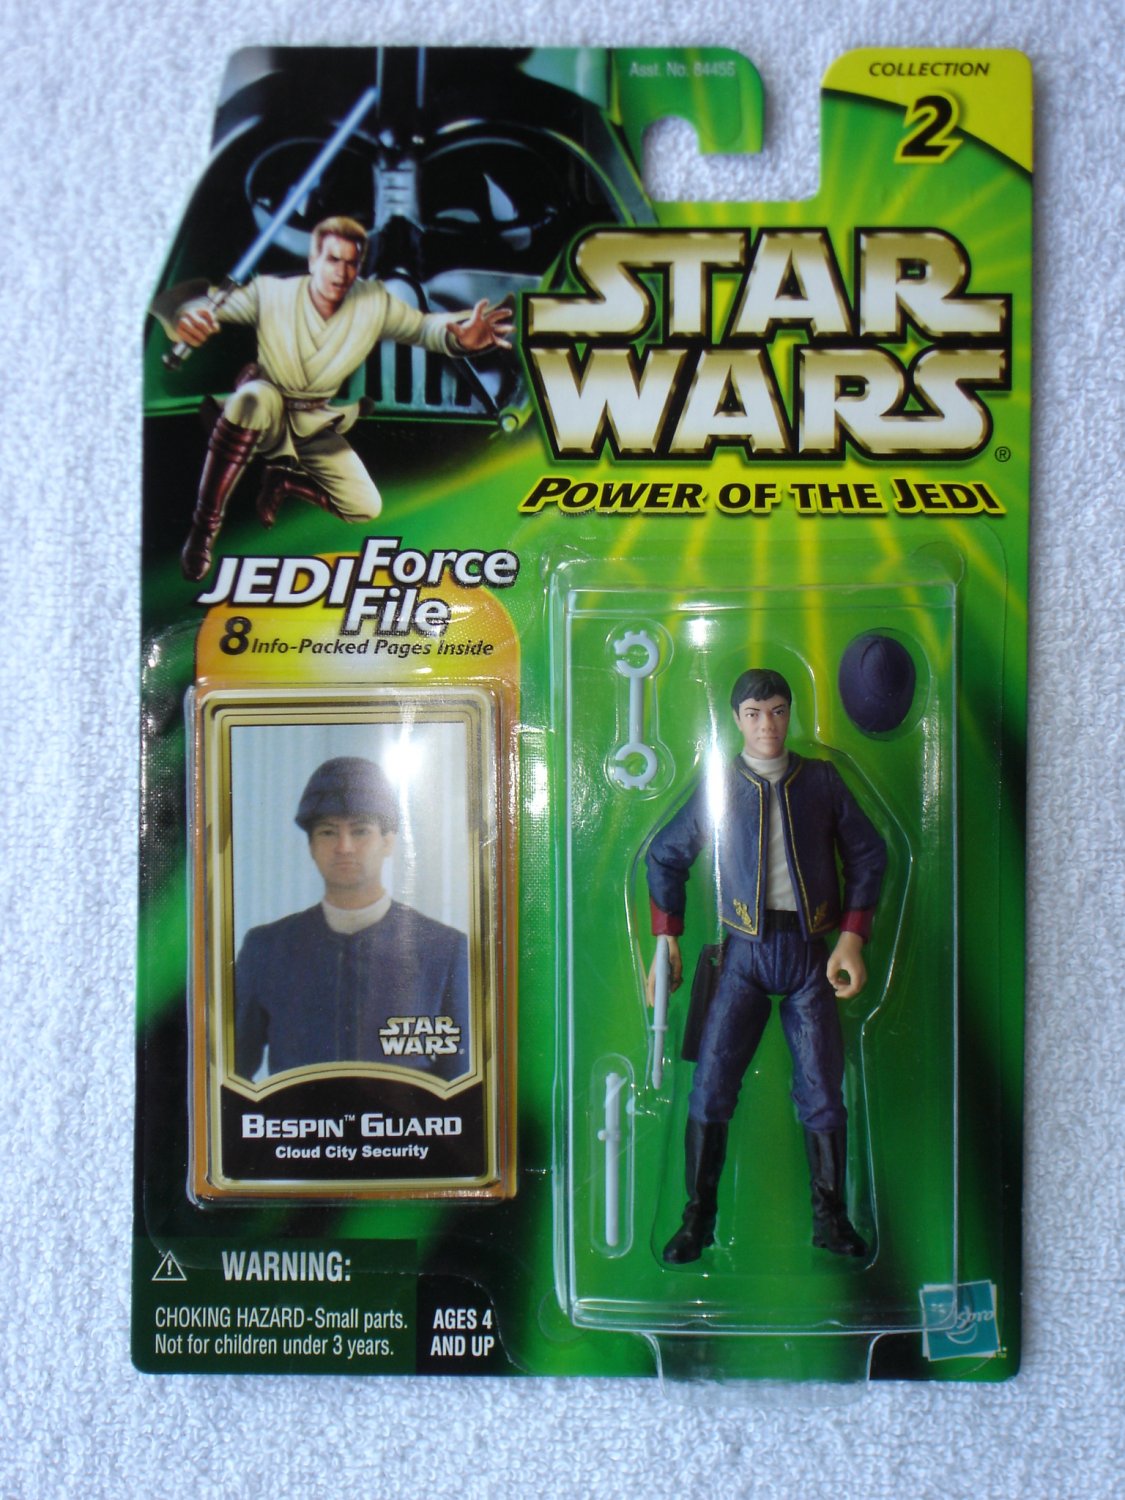 Asst. No. 84455
COLLECTION
2
STAR
WARS®
POWER OF THE JEDI
JEDI Force
File
8 Info-Packed Pages Inside
STAR
WARS®
BESPIN™ GUARD
Cloud City Security
WARNING:
CHOKING HAZARD-Small parts.
Not for children under 3 years.
AGES 4
AND UP
Hasbro